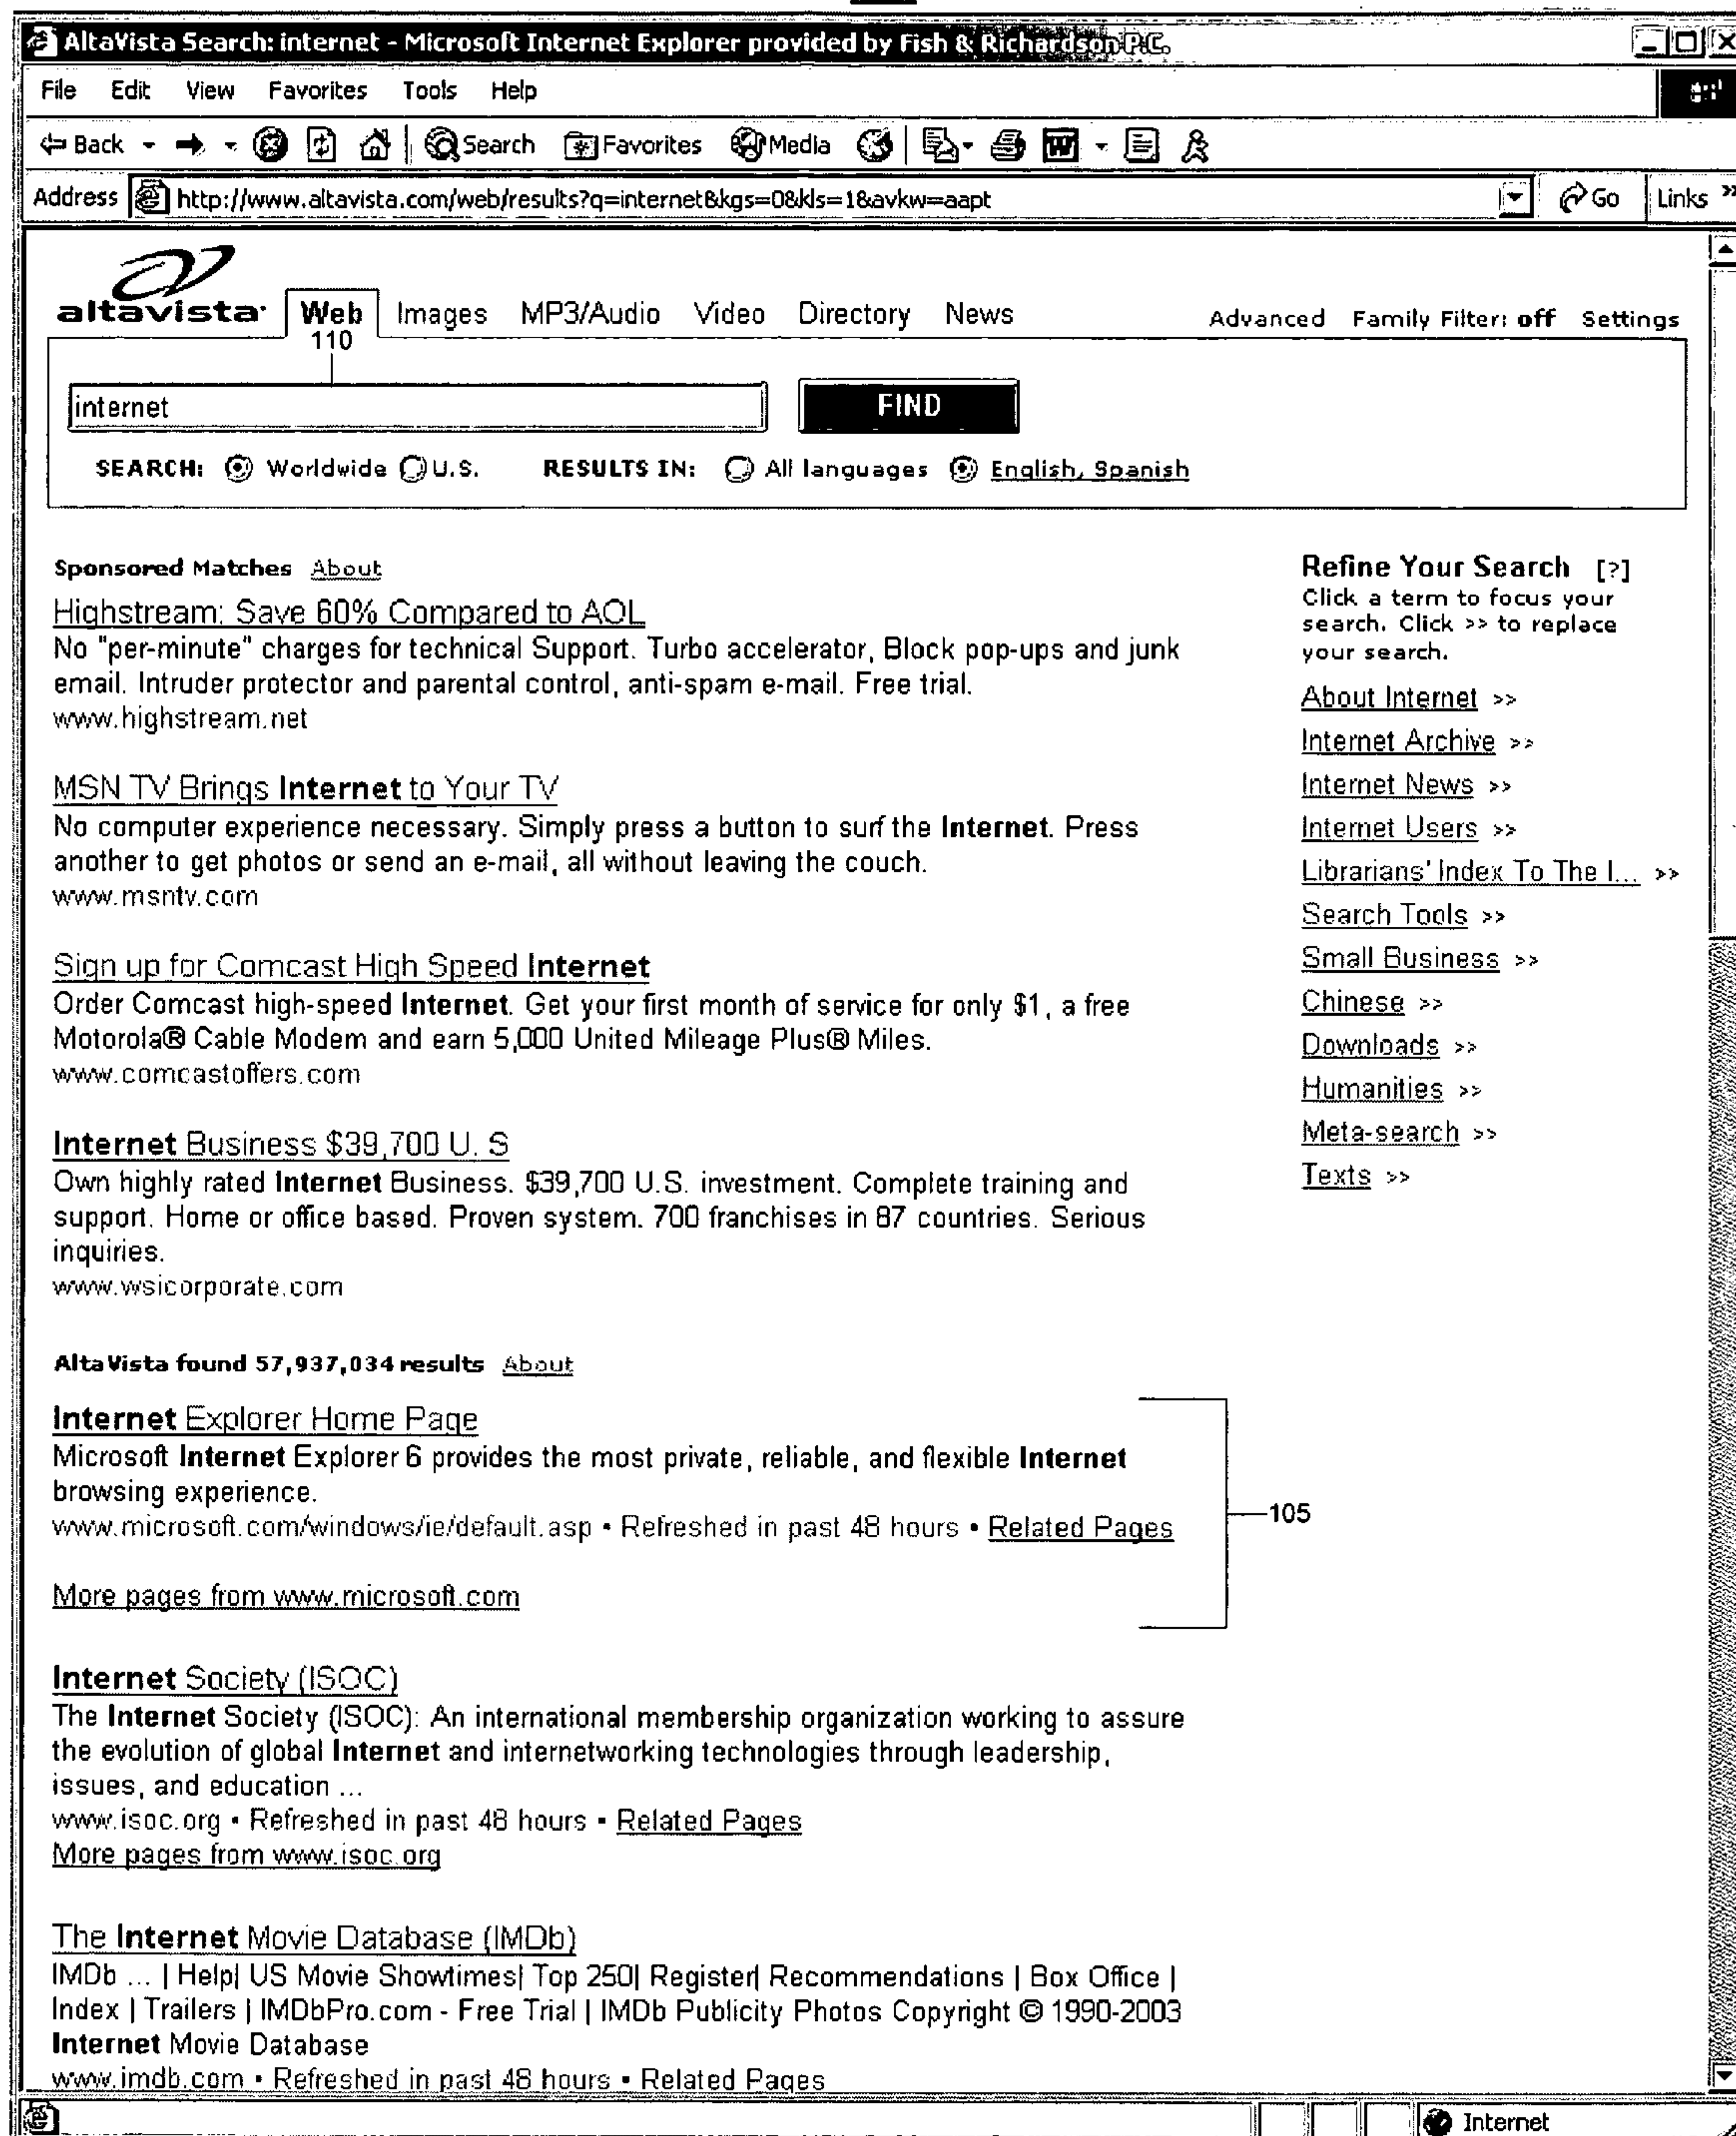 AltaVista Search: internet - Microsoft Internet Explorer provided by Fish & Richardson P.C.
File Edit View Favorites Tools Help
Back Search Favorites Media
Address http://www.altavista.com/web/results?q=internet&kgs=0&kls=1&avkw=aapt Go Links »
altavista Web Images MP3/Audio Video Directory News Advanced Family Filter: off Settings
110
internet FIND
SEARCH: Worldwide U.S. RESULTS IN: All languages English, Spanish
Sponsored Matches About
Highstream: Save 60% Compared to AOL
No "per-minute" charges for technical Support. Turbo accelerator, Block pop-ups and junk
email. Intruder protector and parental control, anti-spam e-mail. Free trial.
www.highstream.net
MSN TV Brings Internet to Your TV
No computer experience necessary. Simply press a button to surf the Internet. Press
another to get photos or send an e-mail, all without leaving the couch.
www.msntv.com
Sign up for Comcast High Speed Internet
Order Comcast high-speed Internet. Get your first month of service for only $1, a free
Motorola® Cable Modem and earn 5,000 United Mileage Plus® Miles.
www.comcastoffers.com
Internet Business $39,700 U. S
Own highly rated Internet Business. $39,700 U.S. investment. Complete training and
support. Home or office based. Proven system. 700 franchises in 87 countries. Serious
inquiries.
www.wsicorporate.com
Refine Your Search [?]
Click a term to focus your
search. Click >> to replace
your search.
About Internet >>
Internet Archive >>
Internet News >>
Internet Users >>
Librarians' Index To The I... >>
Search Tools >>
Small Business >>
Chinese >>
Downloads >>
Humanities >>
Meta-search >>
Texts >>
AltaVista found 57,937,034 results About
Internet Explorer Home Page
Microsoft Internet Explorer 6 provides the most private, reliable, and flexible Internet
browsing experience.
www.microsoft.com/windows/ie/default.asp • Refreshed in past 48 hours • Related Pages
More pages from www.microsoft.com
105
Internet Society (ISOC)
The Internet Society (ISOC): An international membership organization working to assure
the evolution of global Internet and internetworking technologies through leadership,
issues, and education ...
www.isoc.org • Refreshed in past 48 hours • Related Pages
More pages from www.isoc.org
The Internet Movie Database (IMDb)
IMDb ... | Help| US Movie Showtimes| Top 250| Register| Recommendations | Box Office |
Index | Trailers | IMDbPro.com - Free Trial | IMDb Publicity Photos Copyright © 1990-2003
Internet Movie Database
www.imdb.com • Refreshed in past 48 hours • Related Pages
Internet